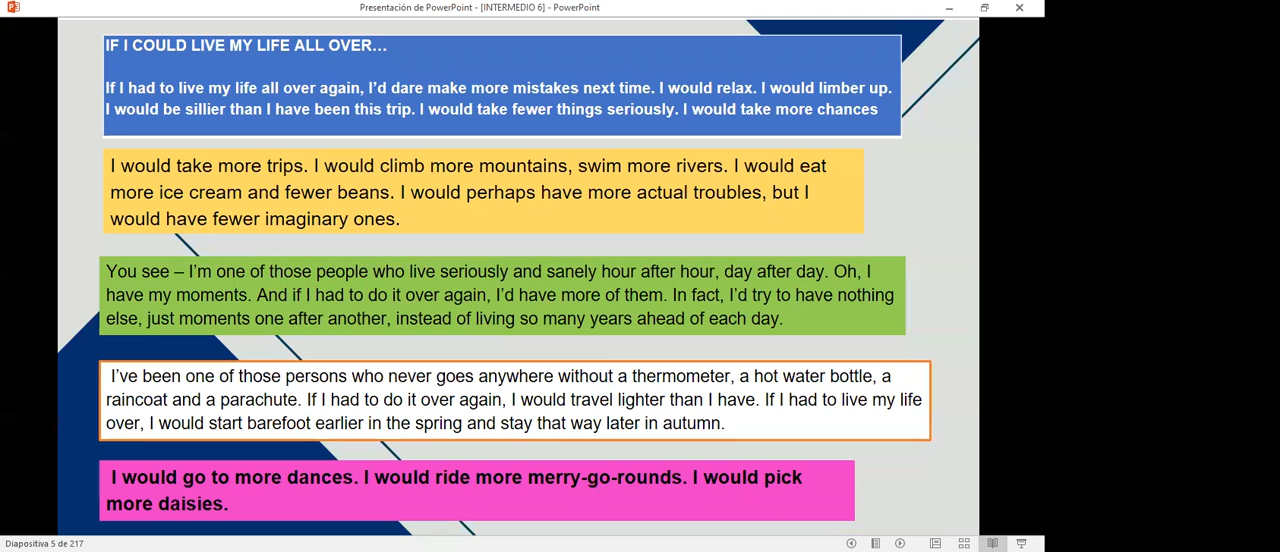 Presentación de PowerPoint - [INTERMEDIO 6] - PowerPoint
IF I COULD LIVE MY LIFE ALL OVER…
If I had to live my life all over again, I’d dare make more mistakes next time. I would relax. I would limber up.
I would be sillier than I have been this trip. I would take fewer things seriously. I would take more chances
I would take more trips. I would climb more mountains, swim more rivers. I would eat
more ice cream and fewer beans. I would perhaps have more actual troubles, but I
would have fewer imaginary ones.
You see – I’m one of those people who live seriously and sanely hour after hour, day after day. Oh, I
have my moments. And if I had to do it over again, I’d have more of them. In fact, I’d try to have nothing
else, just moments one after another, instead of living so many years ahead of each day.
I’ve been one of those persons who never goes anywhere without a thermometer, a hot water bottle, a
raincoat and a parachute. If I had to do it over again, I would travel lighter than I have. If I had to live my life
over, I would start barefoot earlier in the spring and stay that way later in autumn.
I would go to more dances. I would ride more merry-go-rounds. I would pick
more daisies.
Diapositiva 5 de 217